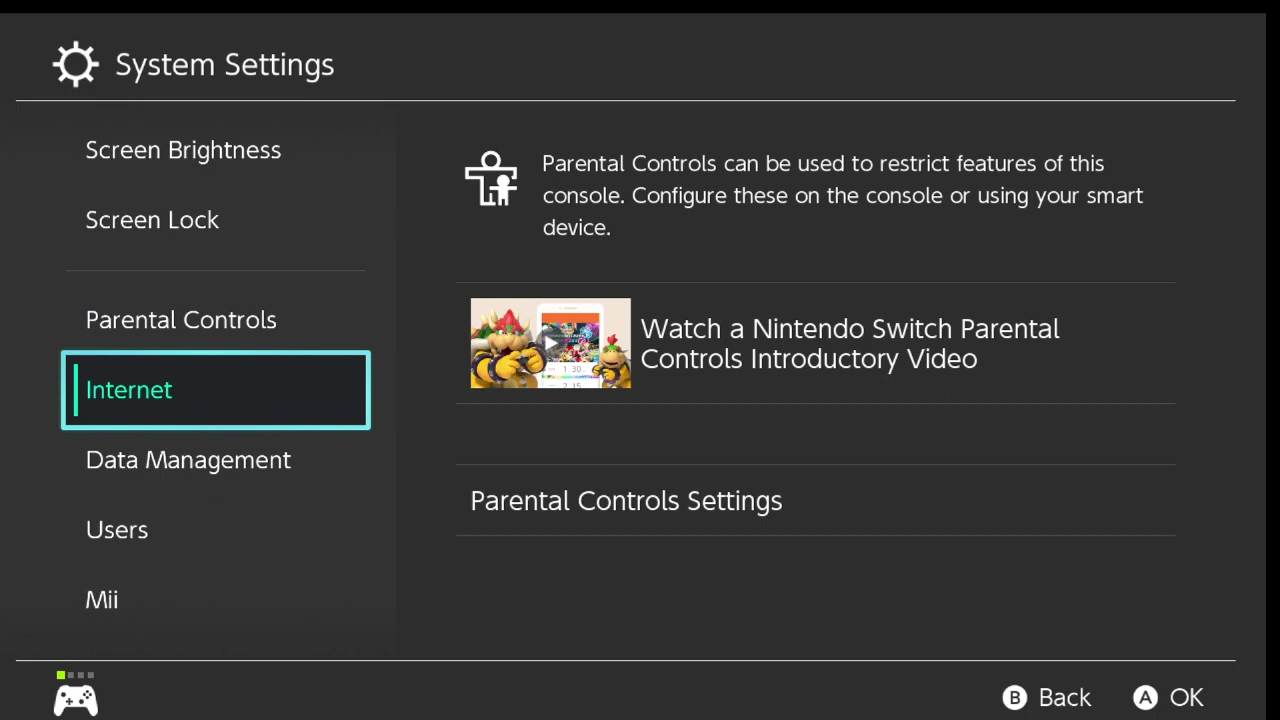 System Settings
Screen Brightness
Screen Lock
Parental Controls
Internet
Data Management
Users
Mii
Parental Controls can be used to restrict features of this
console. Configure these on the console or using your smart
device.
Watch a Nintendo Switch Parental
Controls Introductory Video
Parental Controls Settings
B Back
A OK